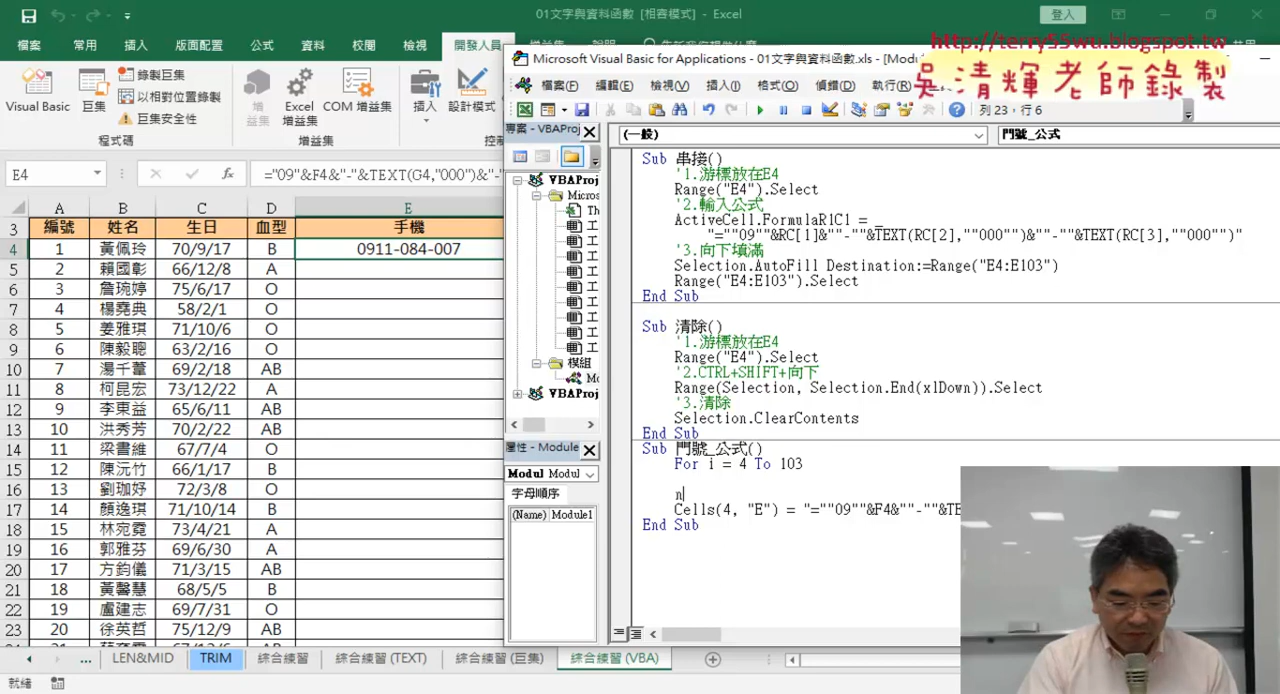 01文字與資料函數 [相容模式] - Excel
登入
檔案 常用 插入 版面配置 公式 資料 校閱 檢視 開發人員
http://terry55wu.blogspot.tw
吳清輝老師錄製
Visual Basic 巨集 錄製巨集 以相對位置錄製 巨集安全性
增益集 Excel 增益集 COM 增益集 插入 設計模式
程式碼 增益集
Microsoft Visual Basic for Applications - 01文字與資料函數.xls - [Modu
檔案(F) 編輯(E) 檢視(V) 插入(I) 格式(O) 偵錯(D) 執行(R)
列 23，行 6
專案 - VBAProj
(一般) 門號_公式
E4 ="09"&F4&"-"&TEXT(G4,"000")&"-
A B C D E
3 編號 姓名 生日 血型 手機
4 1 黃佩玲 70/9/17 B 0911-084-007
5 2 賴國彰 66/12/8 A
6 3 詹琬婷 75/6/17 O
7 4 楊堯典 58/2/1 O
8 5 姜雅琪 71/10/6 O
9 6 陳毅聰 63/2/16 O
10 7 湯千葦 69/2/18 AB
11 8 柯昆宏 73/12/22 A
12 9 李東益 65/6/11 AB
13 10 洪秀芳 70/2/22 AB
14 11 梁書維 67/7/4 O
15 12 陳沅竹 66/1/17 B
16 13 劉珈妤 72/3/8 O
17 14 顏逸琪 71/10/14 B
18 15 林宛霓 73/4/21 A
19 16 郭雅芬 69/6/30 A
20 17 方鈞儀 71/3/15 AB
21 18 黃馨慧 68/5/5 B
22 19 盧建志 69/7/31 O
23 20 徐英哲 75/12/9 AB
VBAProj
Micros
Th
工
工
工
工
工
工
工
工
工
模組
Mo
VBAProj
屬性 - Module
Modul Modul
字母順序
(Name) Module1
Sub 串接()
'1.游標放在E4
Range("E4").Select
'2.輸入公式
ActiveCell.FormulaR1C1 = _
"=""09""&RC[1]&""-""&TEXT(RC[2],""000"")&""-""&TEXT(RC[3],""000"")"
'3.向下填滿
Selection.AutoFill Destination:=Range("E4:E103")
Range("E4:E103").Select
End Sub
Sub 清除()
'1.游標放在E4
Range("E4").Select
'2.CTRL+SHIFT+向下
Range(Selection, Selection.End(xlDown)).Select
'3.清除
Selection.ClearContents
End Sub
Sub 門號_公式()
For i = 4 To 103
n
Cells(4, "E") = "=""09""&F4&""-""&TE
End Sub
... LEN&MID TRIM 綜合練習 綜合練習 (TEXT) 綜合練習 (巨集) 綜合練習 (VBA)
就緒